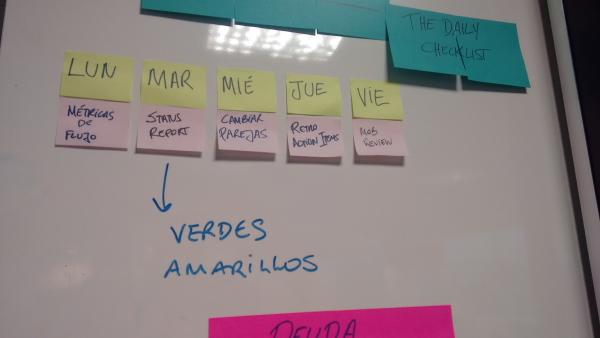 THE DAILY
CHECKLIST
LUN
MAR
MIÉ
JUE
VIE
MÉTRICAS
DE
FLUJO
STATUS
REPORT
CAMBIAR
PAREJAS
RETRO
ACTION ITEMS
MOB
REVIEW
VERDES
AMARILLOS
DEUDA